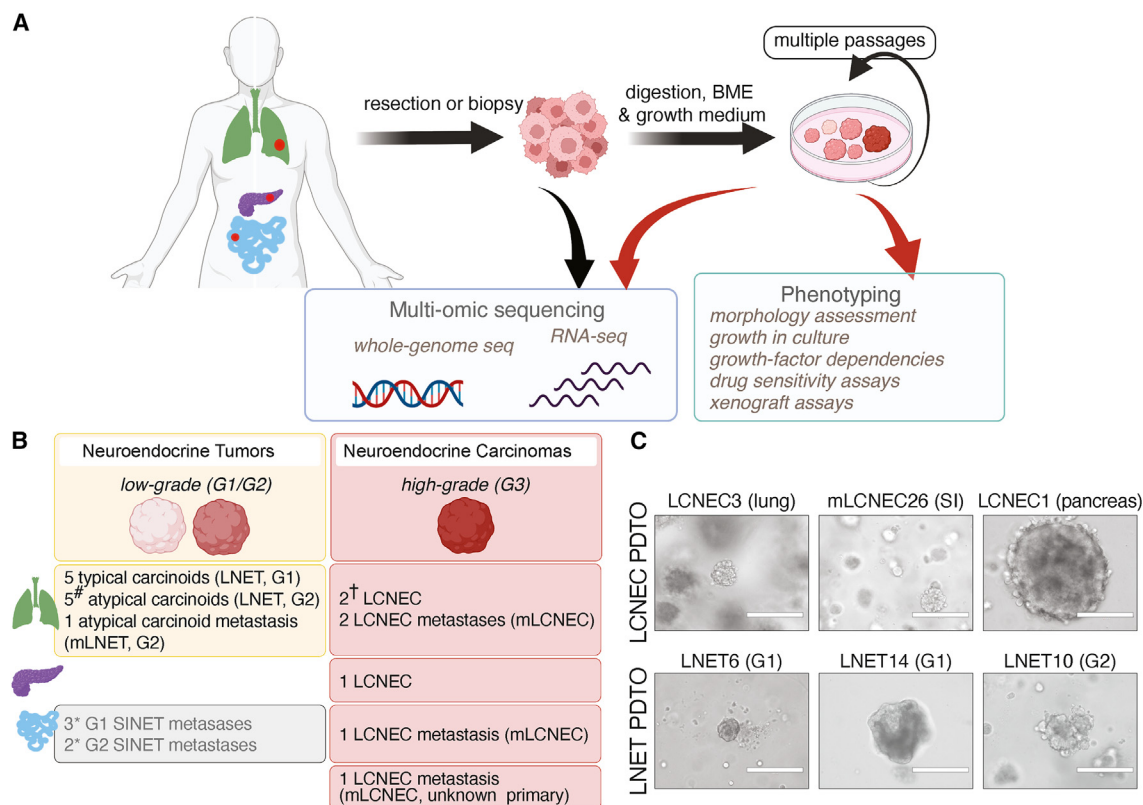 A
resection or biopsy
digestion, BME
& growth medium
multiple passages
Multi-omic sequencing
whole-genome seq
RNA-seq
Phenotyping
morphology assessment
growth in culture
growth-factor dependencies
drug sensitivity assays
xenograft assays
B
Neuroendocrine Tumors
low-grade (G1/G2)
Neuroendocrine Carcinomas
high-grade (G3)
5 typical carcinoids (LNET, G1)
5# atypical carcinoids (LNET, G2)
1 atypical carcinoid metastasis
(mLNET, G2)
2† LCNEC
2 LCNEC metastases (mLCNEC)
1 LCNEC
3* G1 SINET metasases
2* G2 SINET metastases
1 LCNEC metastasis (mLCNEC)
1 LCNEC metastasis
(mLCNEC, unknown primary)
C
LCNEC PDTO
LCNEC3 (lung)
mLCNEC26 (SI)
LCNEC1 (pancreas)
LNET PDTO
LNET6 (G1)
LNET14 (G1)
LNET10 (G2)